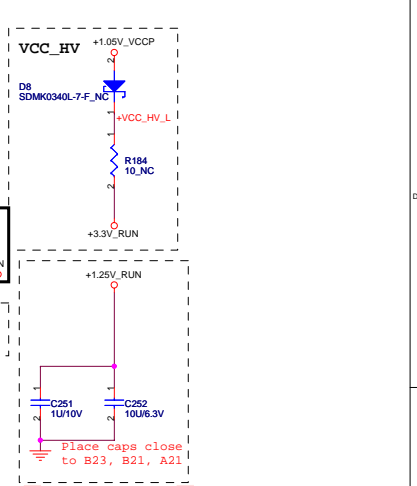 VCC_HV
+1.05V_VCCP
2
D8
SDMK0340L-7-F_NC
1
+VCC_HV_L
1
R184
10_NC
2
+3.3V_RUN
N
+1.25V_RUN
1
1
C251
1U/10V
C252
10U/6.3V
2
2
Place caps close
to B23, B21, A21